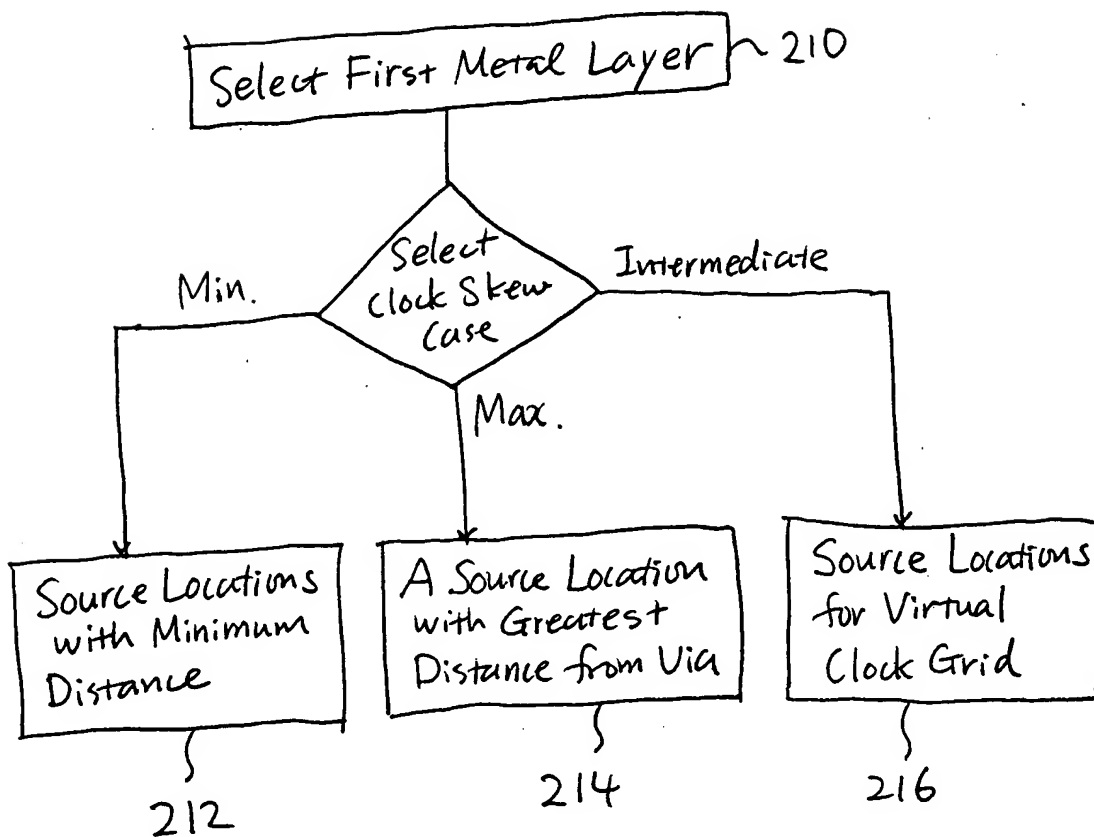 Select First Metal Layer
210
Select
Clock Skew
Case
Min.
Intermediate
Max.
Source Locations
with Minimum
Distance
A Source Location
with Greatest
Distance from Via
Source Locations
for Virtual
Clock Grid
212
214
216